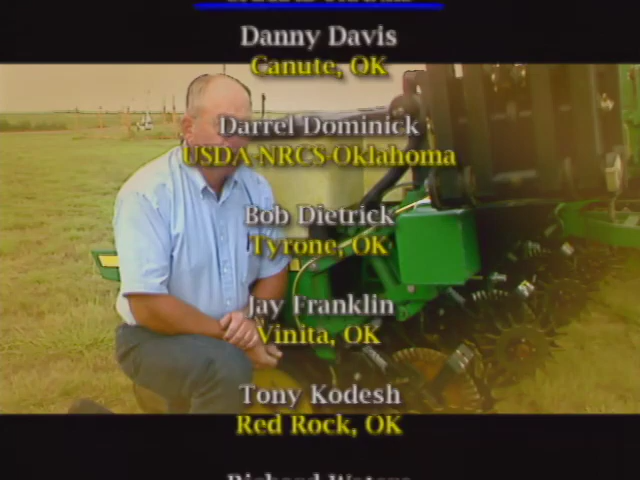 Danny Davis
Canute, OK
Darrel Dominick
USDA-NRCS-Oklahoma
Bob Dietrick
Tyrone, OK
Jay Franklin
Vinita, OK
Tony Kodesh
Red Rock, OK